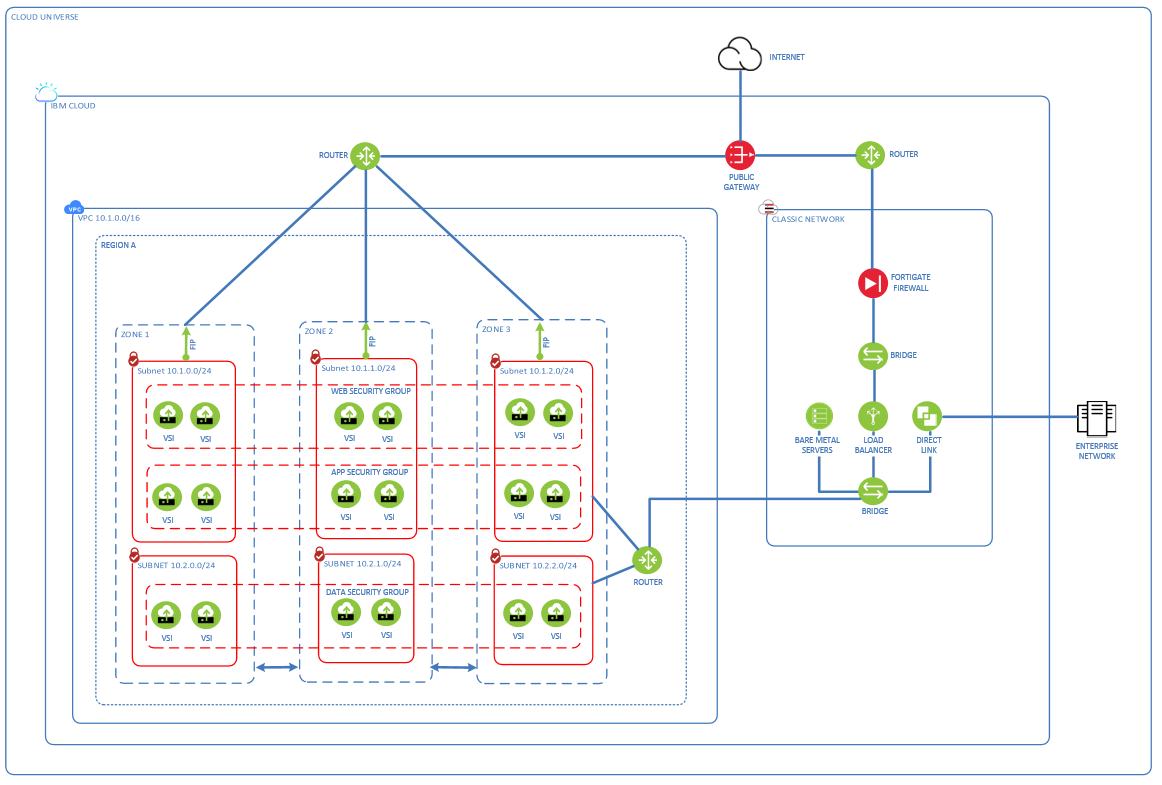 CLOUD UNIVERSE
INTERNET
IBM CLOUD
ROUTER
PUBLIC
GATEWAY
ROUTER
VPC
VPC 10.1.0.0/16
CLASSIC NETWORK
REGION A
FORTIGATE
FIREWALL
ZONE 1
ZONE 2
ZONE 3
FIP
FIP
FIP
BRIDGE
Subnet 10.1.0.0/24
Subnet 10.1.1.0/24
Subnet 10.1.2.0/24
WEB SECURITY GROUP
VSI
VSI
VSI
VSI
VSI
VSI
BARE METAL
SERVERS
LOAD
BALANCER
DIRECT
LINK
ENTERPRISE
NETWORK
APP SECURITY GROUP
VSI
VSI
VSI
VSI
VSI
VSI
BRIDGE
SUBNET 10.2.0.0/24
SUBNET 10.2.1.0/24
SUBNET 10.2.2.0/24
ROUTER
DATA SECURITY GROUP
VSI
VSI
VSI
VSI
VSI
VSI